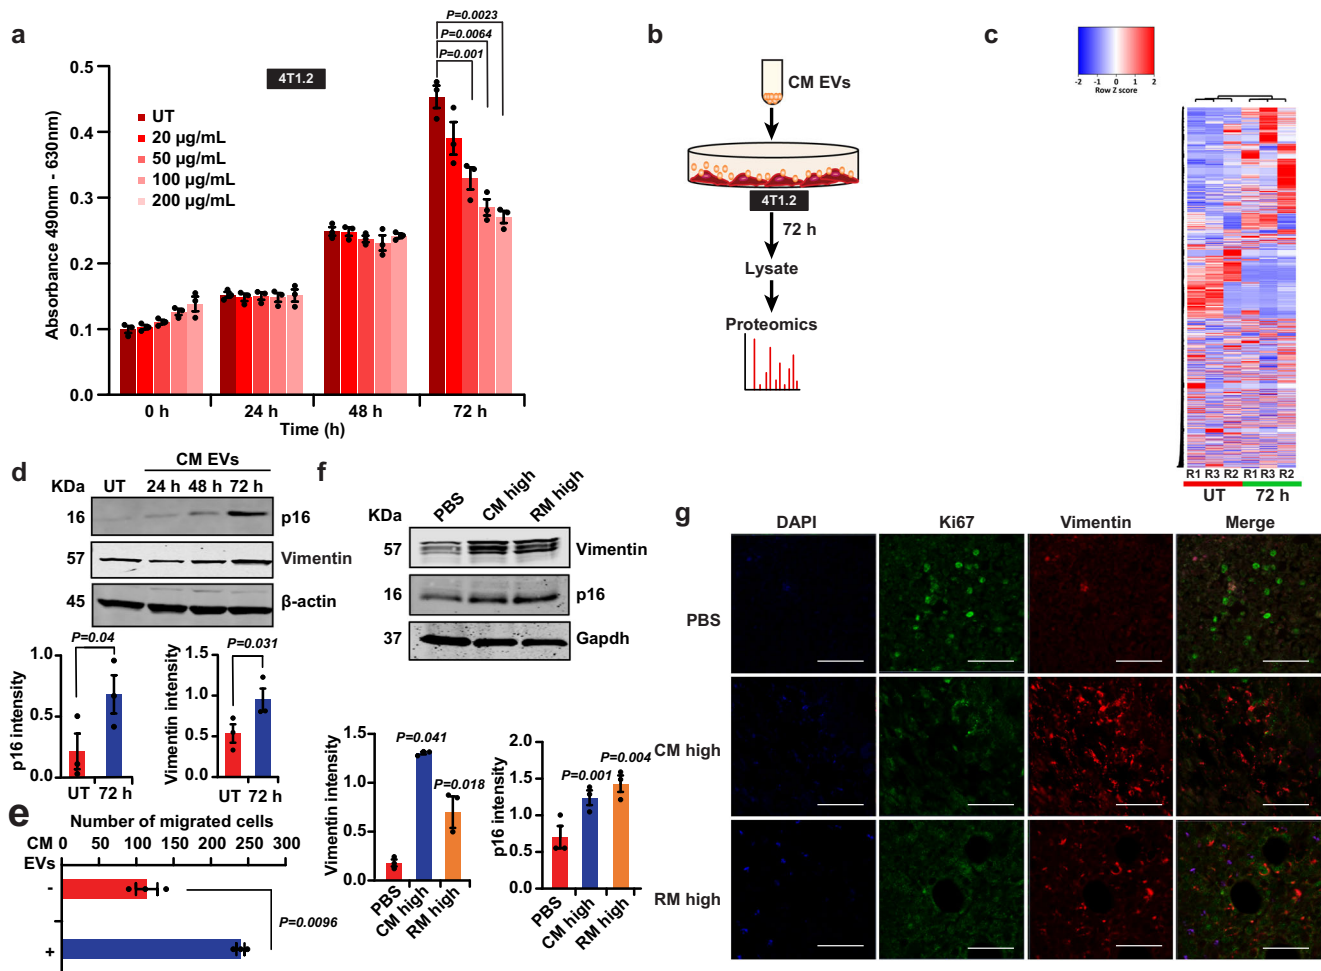 a
P=0.0023
P=0.0064
P=0.001
4T1.2
0.5
0.4
0.3
0.2
0.1
0.0
Absorbance 490nm - 630nm
UT
20 µg/mL
50 µg/mL
100 µg/mL
200 µg/mL
0 h 24 h 48 h 72 h
Time (h)
b
CM EVs
4T1.2
72 h
Lysate
Proteomics
c
-2 -1 0 1 2
Row Z score
R1 R3 R2 R1 R3 R2
UT 72 h
d
CM EVs
KDa UT 24 h 48 h 72 h
16 p16
57 Vimentin
45 β-actin
P=0.04
1.0
0.5
0.0
p16 intensity
UT 72 h
P=0.031
1.5
1.0
0.5
0.0
Vimentin intensity
UT 72 h
e
Number of migrated cells
CM EVs
0 50 100 150 200 250 300
-
+
P=0.0096
f
PBS CM high RM high
KDa
57 Vimentin
16 p16
37 Gapdh
1.5
1.0
0.5
0.0
Vimentin intensity
P=0.041
P=0.018
PBS CM high RM high
2.0
1.5
1.0
0.5
0.0
p16 intensity
P=0.001
P=0.004
PBS CM high RM high
g
DAPI Ki67 Vimentin Merge
PBS
CM high
RM high